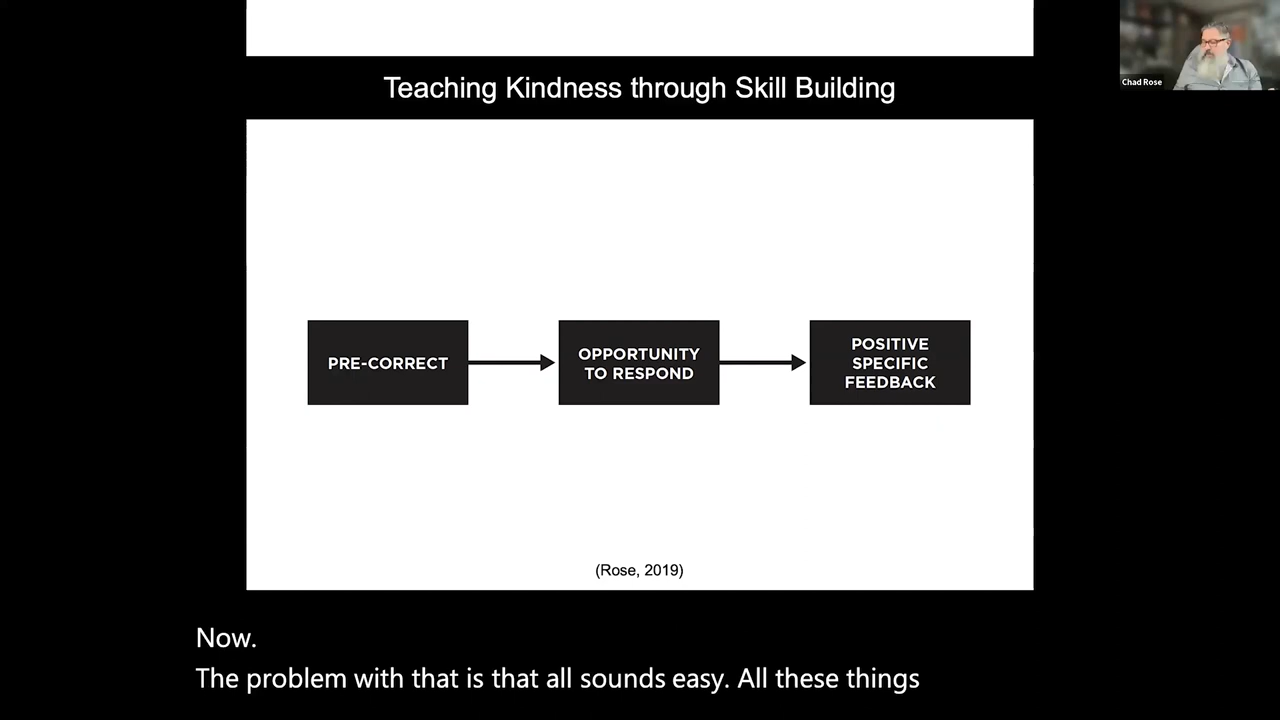 Teaching Kindness through Skill Building
Chad Rose
PRE-CORRECT
OPPORTUNITY
TO RESPOND
POSITIVE
SPECIFIC
FEEDBACK
(Rose, 2019)
Now.
The problem with that is that all sounds easy. All these things